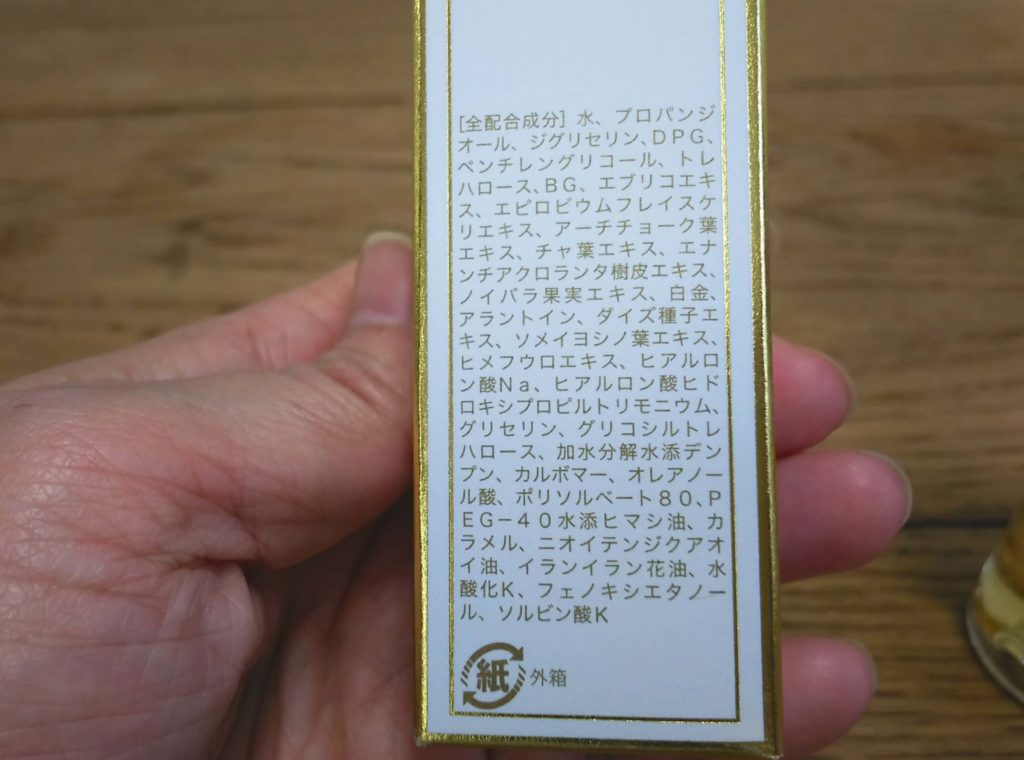 [全配合成分] 水、プロパンジ
オール、ジグリセリン、DPG、
ペンチレングリコール、トレ
ハロース、BG、エブリコエキ
ス、エピロビウムフレイスケ
リエキス、アーチチョーク葉
エキス、チャ葉エキス、エナ
ンチアクロランタ樹皮エキス、
ノイバラ果実エキス、白金、
アラントイン、ダイズ種子エ
キス、ソメイヨシノ葉エキス、
ヒメフウロエキス、ヒアルロ
ン酸Na、ヒアルロン酸ヒド
ロキシプロピルトリモニウム、
グリセリン、グリコシルトレ
ハロース、加水分解水添デン
プン、カルボマー、オレアノー
ル酸、ポリソルベート80、P
EG−40水添ヒマシ油、カ
ラメル、ニオイテンジクアオ
イ油、イランイラン花油、水
酸化K、フェノキシエタノー
ル、ソルビン酸K
紙 外箱